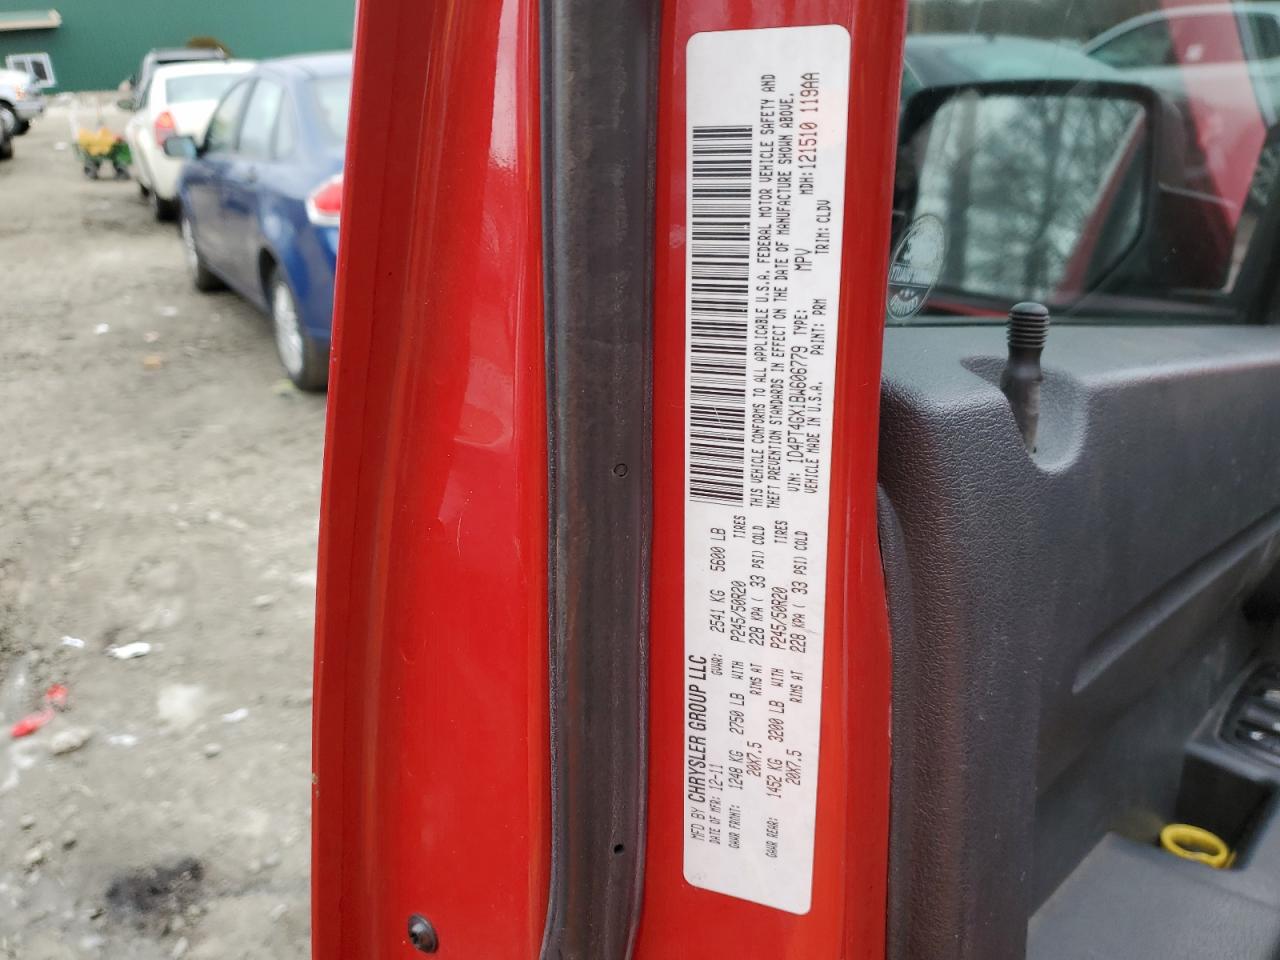 MFD BY CHRYSLER GROUP LLC
DATE OF MFR: 12-11 GVWR: 2541 KG 5600 LB
GAWR FRONT: 1248 KG 2750 LB WITH P245/50R20 TIRES
20X7.5 RIMS AT 228 KPA ( 33 PSI) COLD
GAWR REAR: 1452 KG 3200 LB WITH P245/50R20 TIRES
20X7.5 RIMS AT 228 KPA ( 33 PSI) COLD
THIS VEHICLE CONFORMS TO ALL APPLICABLE U.S.A. FEDERAL MOTOR VEHICLE SAFETY AND
THEFT PREVENTION STANDARDS IN EFFECT ON THE DATE OF MANUFACTURE SHOWN ABOVE.
VIN: 1D4PT4GX1BW606779 TYPE: MPV MDH: 121510 119AA
VEHICLE MADE IN U.S.A. PAINT: PRM TRIM: CLDV